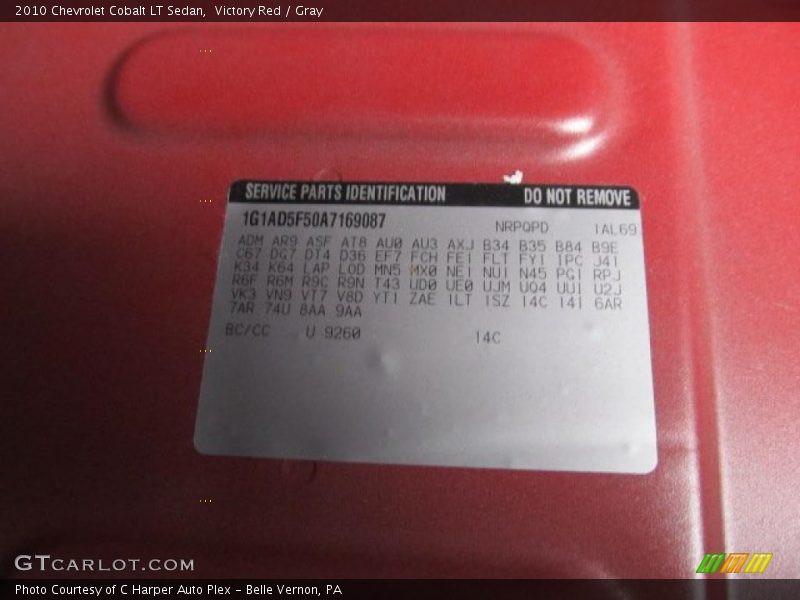 2010 Chevrolet Cobalt LT Sedan, Victory Red / Gray
SERVICE PARTS IDENTIFICATION DO NOT REMOVE
1G1AD5F50A7169087 NRPQPD 1AL69
ADM AR9 ASF AT8 AU0 AU3 AXJ B34 B35 B84 B9E
C67 DG7 DT4 D36 EF7 FCH FE1 FLT FY1 IPC J41
K34 K64 LAP LOD MN5 MX0 NE1 NU1 N45 PG1 RPJ
R6F R6M R9C R9N T43 UD0 UE0 UJM UQ4 UU1 U2J
VK3 VN9 VT7 V8D YT1 ZAE 1LT 1SZ 14C 14I 6AR
7AR 74U 8AA 9AA
BC/CC U 9260 14C
GTCARLOT.COM
Photo Courtesy of C Harper Auto Plex - Belle Vernon, PA